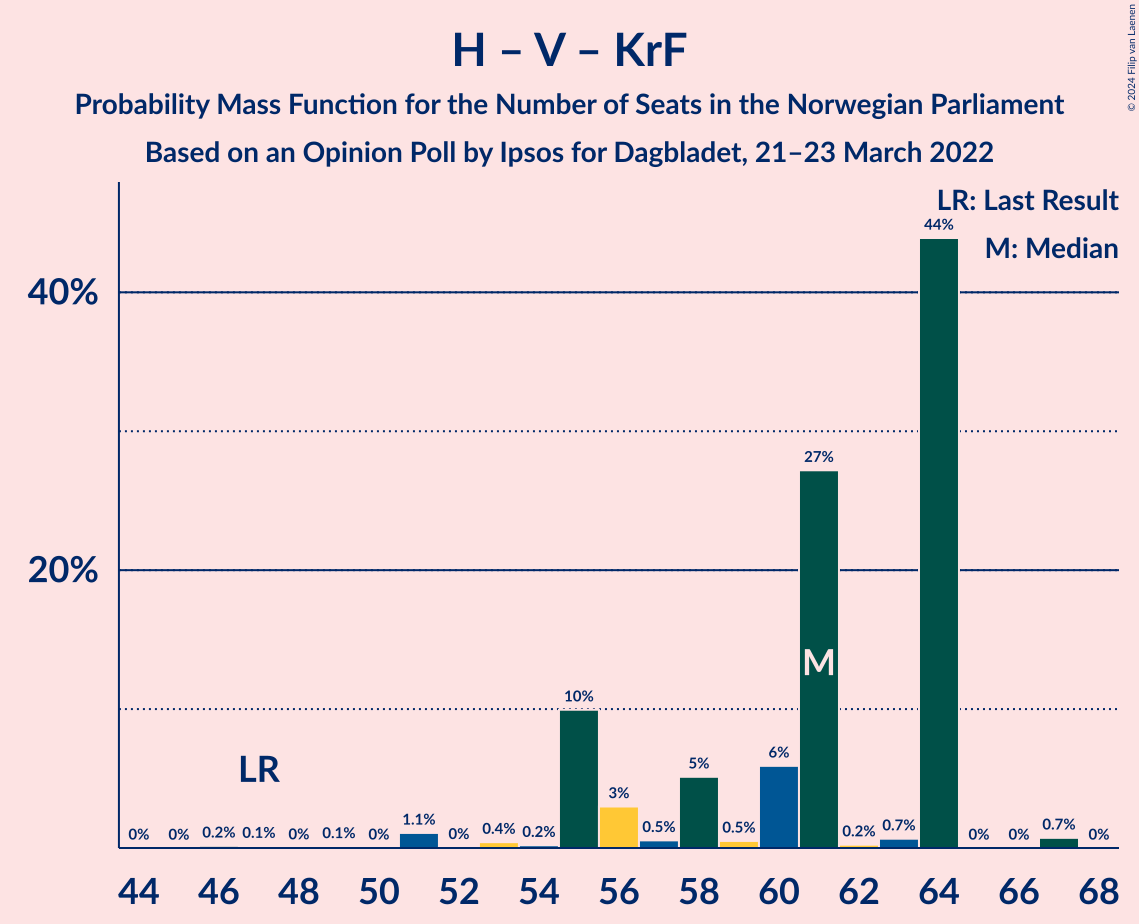 H – V – KrF
Probability Mass Function for the Number of Seats in the Norwegian Parliament
Based on an Opinion Poll by Ipsos for Dagbladet, 21–23 March 2022
© 2024 Filip van Laenen
LR: Last Result
M: Median
40%
20%
0% 0% 0.2% 0.1% 0% 0.1% 0% 1.1% 0% 0.4% 0.2% 10% 3% 0.5% 5% 0.5% 6% 27% 0.2% 0.7% 44% 0% 0% 0.7% 0%
LR
M
44 46 48 50 52 54 56 58 60 62 64 66 68